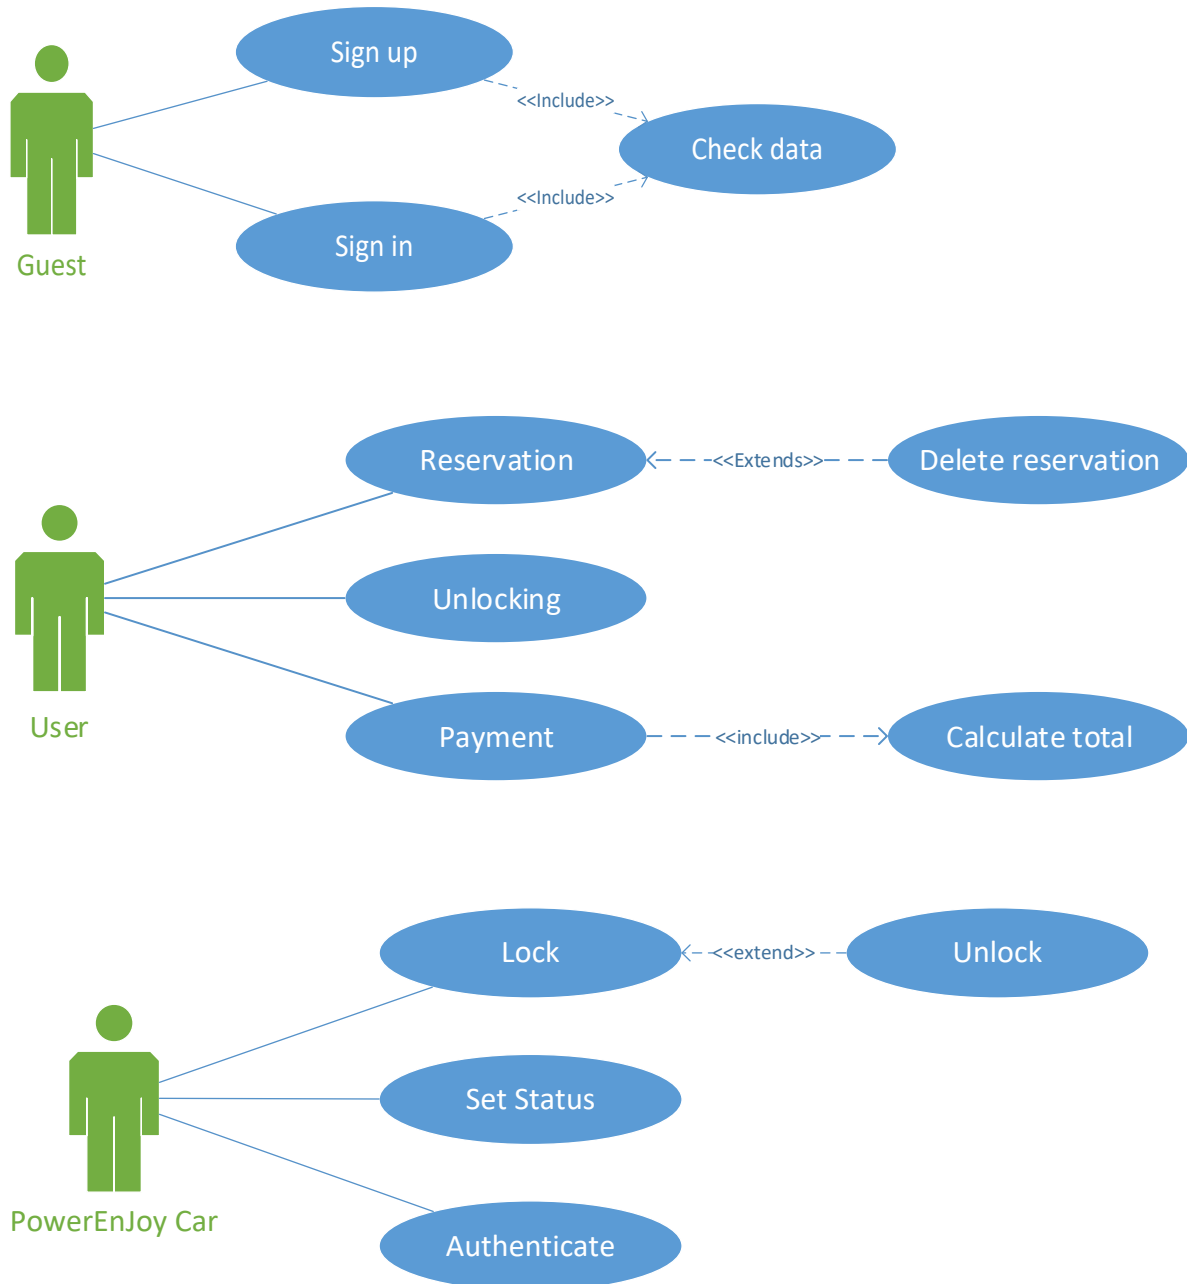 Sign up
<<Include>>
Check data
<<Include>>
Sign in
Guest
Reservation
<<Extends>>
Delete reservation
Unlocking
User
Payment
<<include>>
Calculate total
Lock
<<extend>>
Unlock
Set Status
PowerEnJoy Car
Authenticate